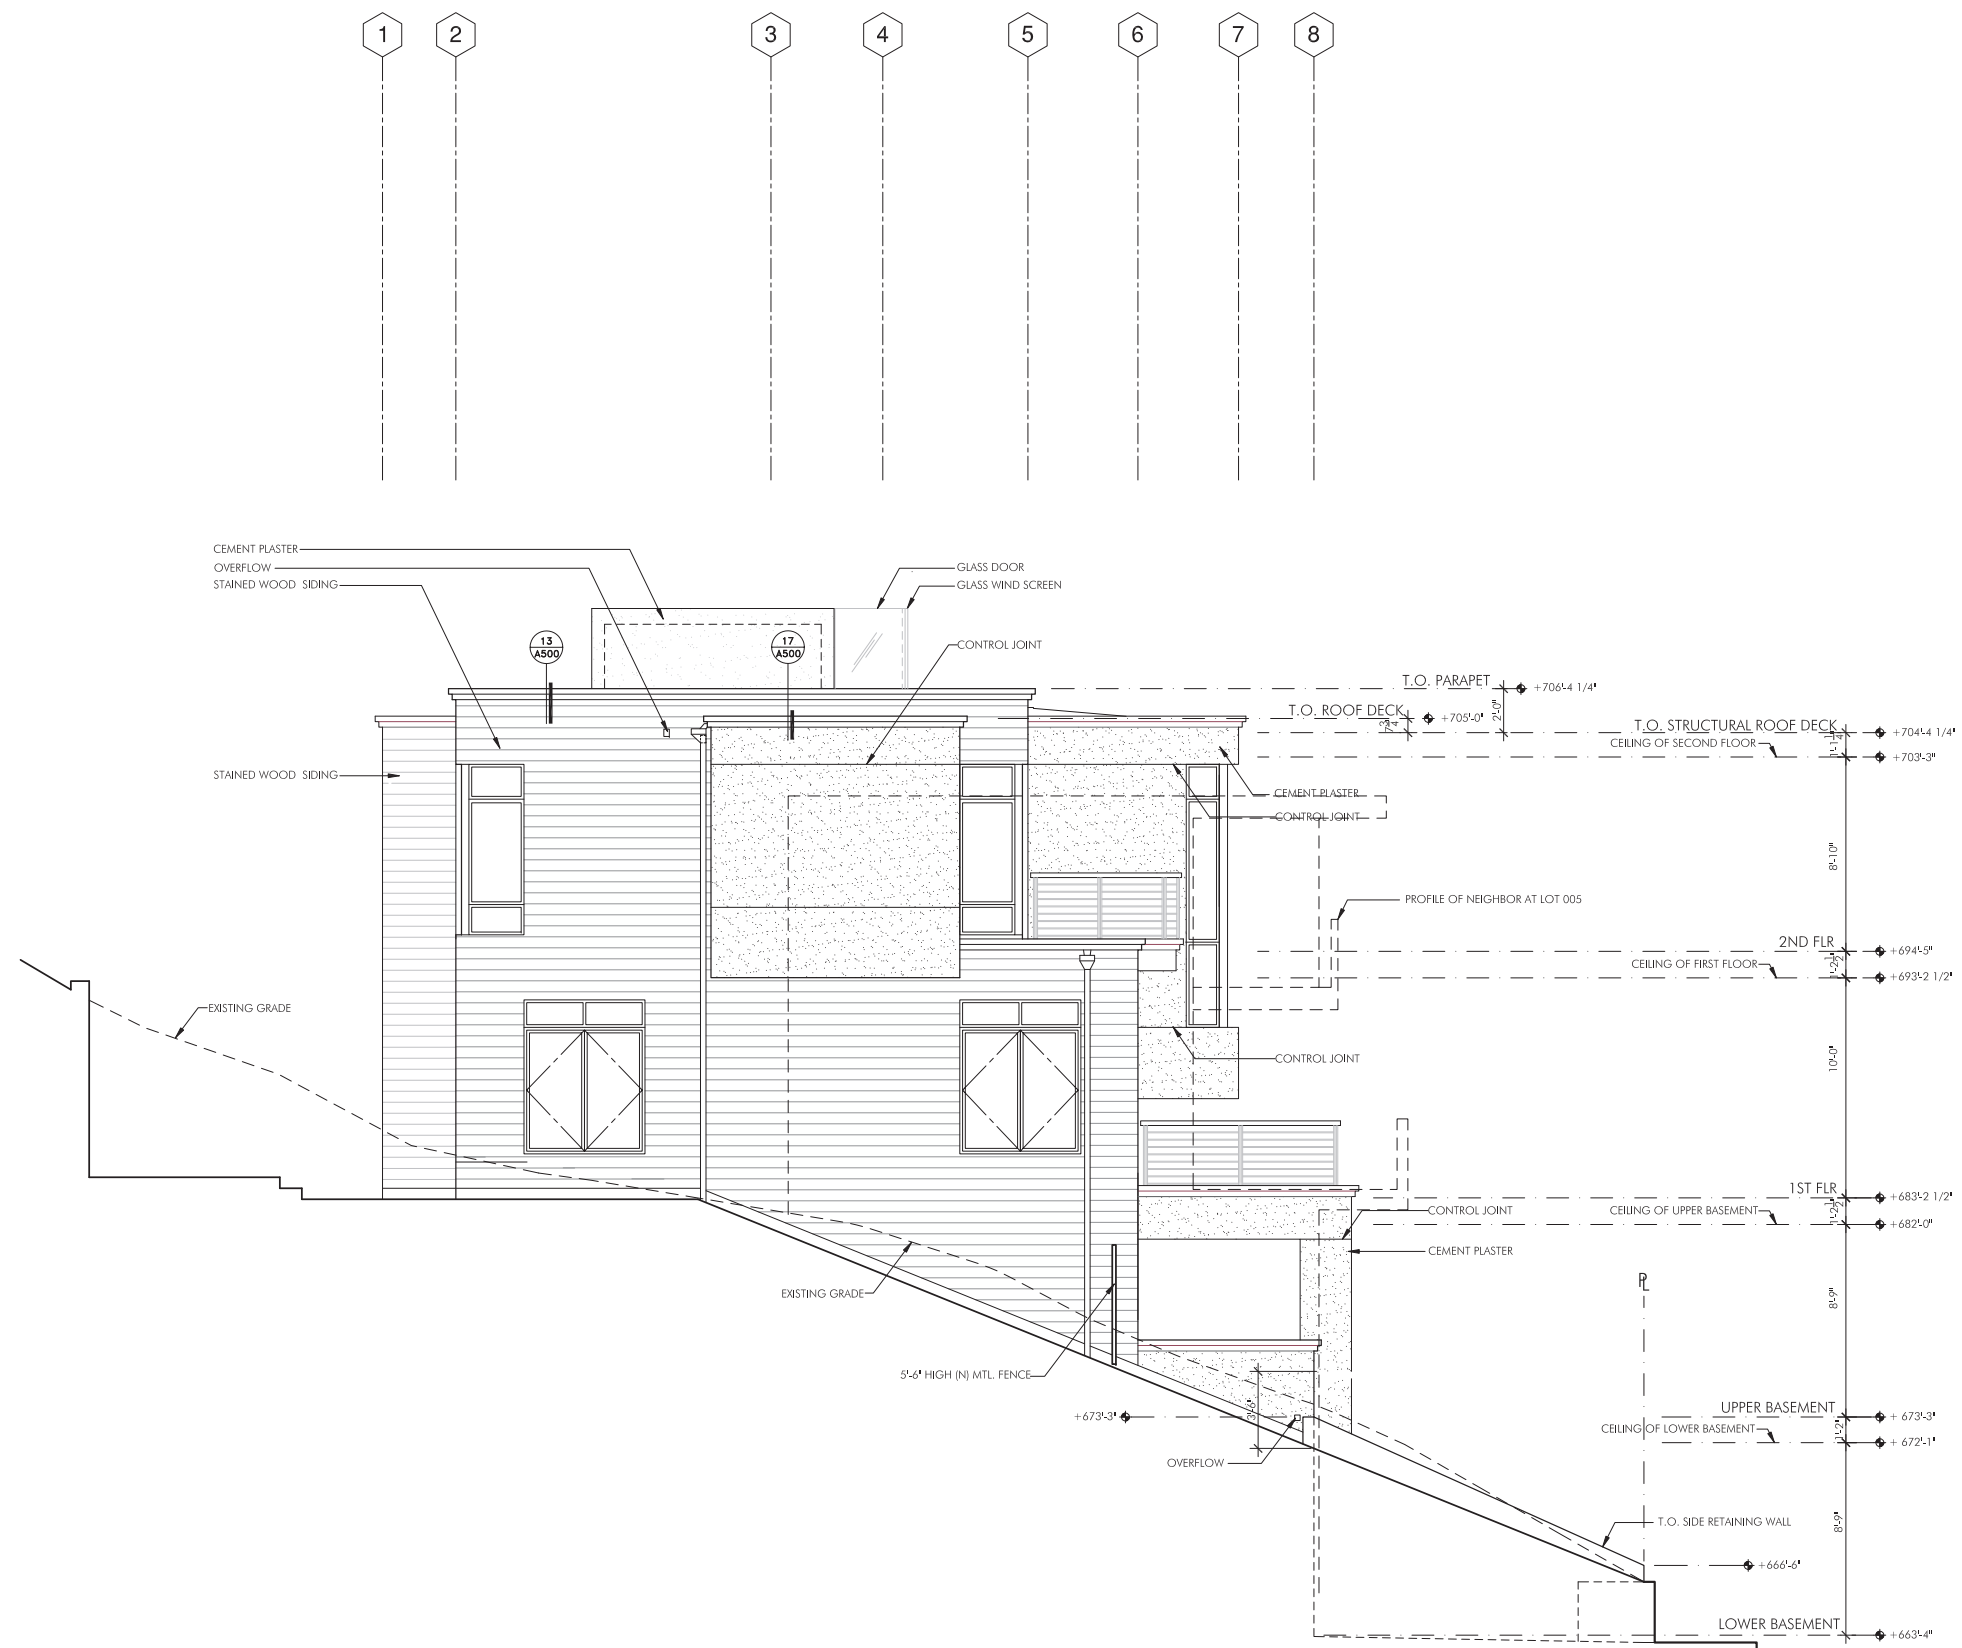 1 2 3 4 5 6 7 8
CEMENT PLASTER
OVERFLOW
STAINED WOOD SIDING
GLASS DOOR
GLASS WIND SCREEN
13
A500
17
A500
CONTROL JOINT
T.O. PARAPET
+706'-4 1/4"
2'-0"
T.O. ROOF DECK
+705'-0"
T.O. STRUCTURAL ROOF DECK
+704'-4 1/4"
CEILING OF SECOND FLOOR
+703'-3"
STAINED WOOD SIDING
CEMENT PLASTER
CONTROL JOINT
8'-10"
PROFILE OF NEIGHBOR AT LOT 005
2ND FLR
+694'-5"
CEILING OF FIRST FLOOR
+693'-2 1/2"
EXISTING GRADE
CONTROL JOINT
10'-0"
1ST FLR
+683'-2 1/2"
CONTROL JOINT
CEILING OF UPPER BASEMENT
+682'-0"
CEMENT PLASTER
EXISTING GRADE
PL
8'-9"
5'-6" HIGH (N) MTL. FENCE
+673'-3"
3'-6"
UPPER BASEMENT
+ 673'-3"
1'-2"
CEILING OF LOWER BASEMENT
+ 672'-1"
OVERFLOW
T.O. SIDE RETAINING WALL
8'-9"
+666'-6"
LOWER BASEMENT
+663'-4"